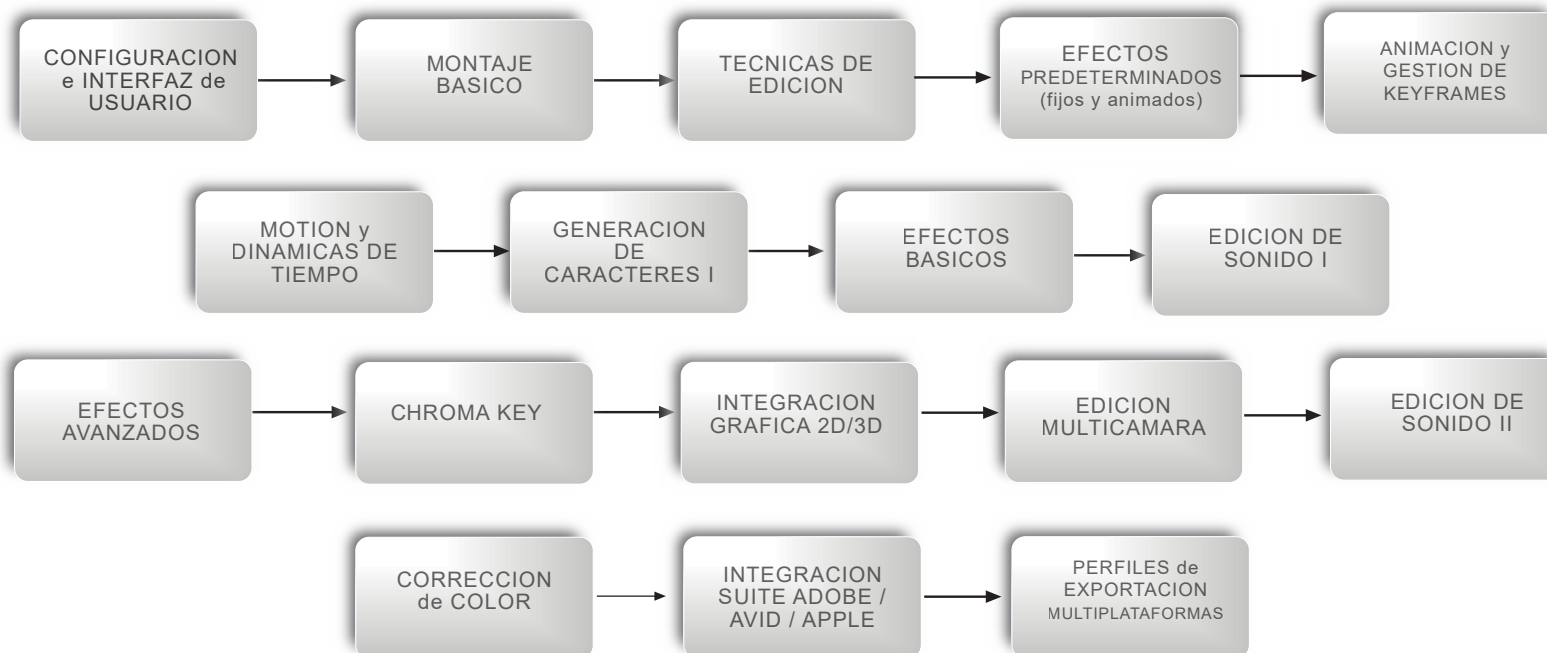 CONFIGURACION
e INTERFAZ de
USUARIO
MONTAJE
BASICO
TECNICAS DE
EDICION
EFECTOS
PREDETERMINADOS
(fijos y animados)
ANIMACION y
GESTION DE
KEYFRAMES
MOTION y
DINAMICAS DE
TIEMPO
GENERACION
DE
CARACTERES I
EFECTOS
BASICOS
EDICION DE
SONIDO I
EFECTOS
AVANZADOS
CHROMA KEY
INTEGRACION
GRAFICA 2D/3D
EDICION
MULTICAMARA
EDICION DE
SONIDO II
CORRECCION
de COLOR
INTEGRACION
SUITE ADOBE /
AVID / APPLE
PERFILES de
EXPORTACION
MULTIPLATAFORMAS